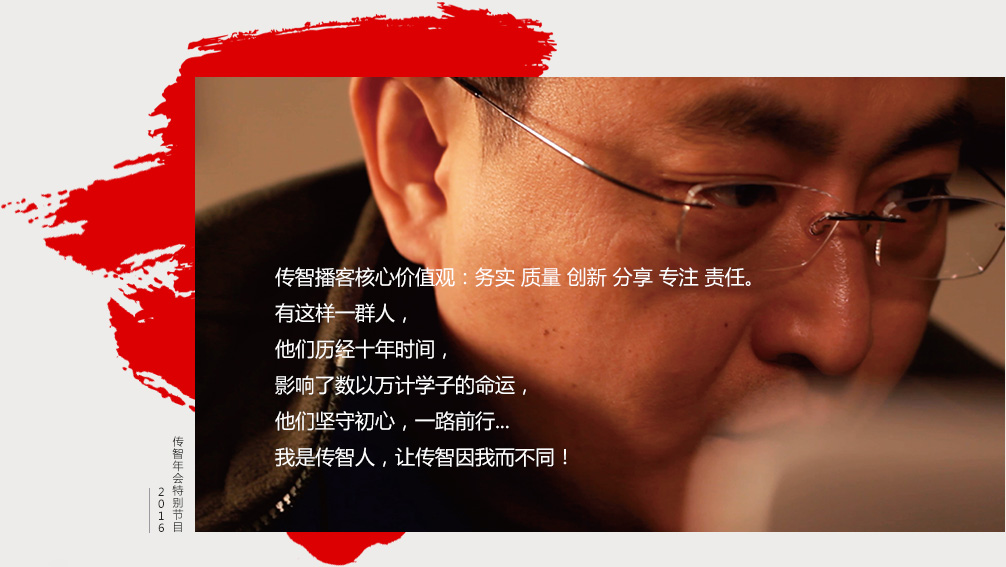 传智播客核心价值观：务实 质量 创新 分享 专注 责任。
有这样一群人，
他们历经十年时间，
影响了数以万计学子的命运，
他们坚守初心，一路前行...
我是传智人，让传智因我而不同！
传智年会特别节目
2016